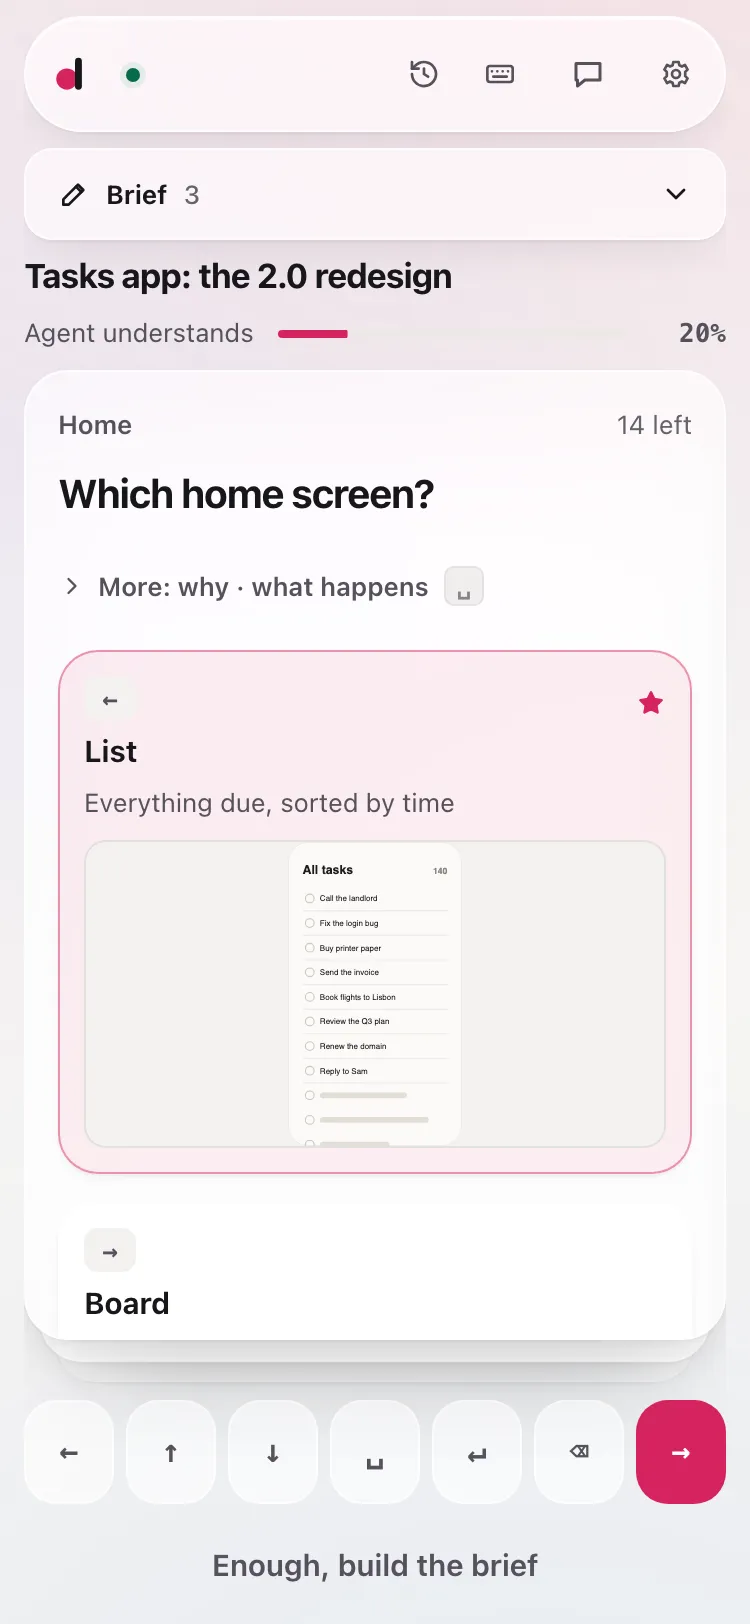 d
Brief 3
Tasks app: the 2.0 redesign
Agent understands 20%
Home 14 left
Which home screen?
More: why · what happens ␣
←
List
Everything due, sorted by time
All tasks 140
Call the landlord
Fix the login bug
Buy printer paper
Send the invoice
Book flights to Lisbon
Review the Q3 plan
Renew the domain
Reply to Sam
→
Board
← ↑ ↓ ␣ ↵ ⌫ →
Enough, build the brief